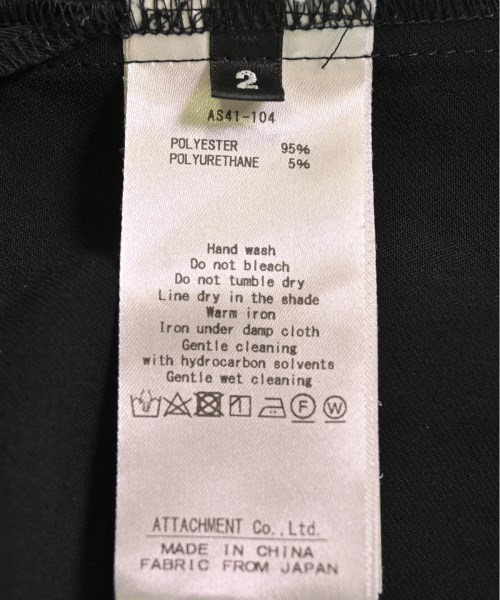 2
AS41-104
POLYESTER 95%
POLYURETHANE 5%
Hand wash
Do not bleach
Do not tumble dry
Line dry in the shade
Warm iron
Iron under damp cloth
Gentle cleaning
with hydrocarbon solvents
Gentle wet cleaning
F W
ATTACHMENT Co.,Ltd.
MADE IN CHINA
FABRIC FROM JAPAN